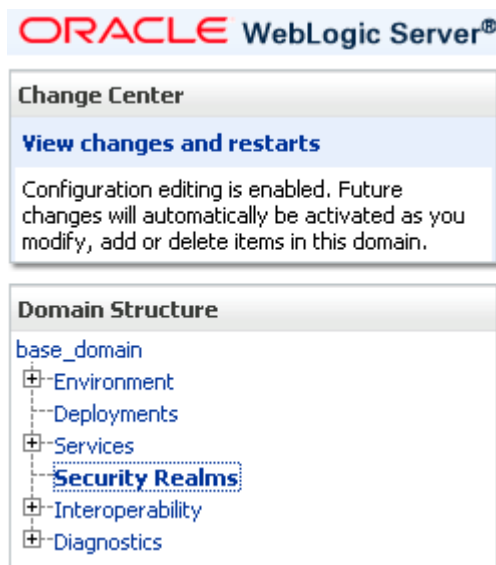 ORACLE WebLogic Server®
Change Center
View changes and restarts
Configuration editing is enabled. Future
changes will automatically be activated as you
modify, add or delete items in this domain.
Domain Structure
base_domain
Environment
Deployments
Services
Security Realms
Interoperability
Diagnostics